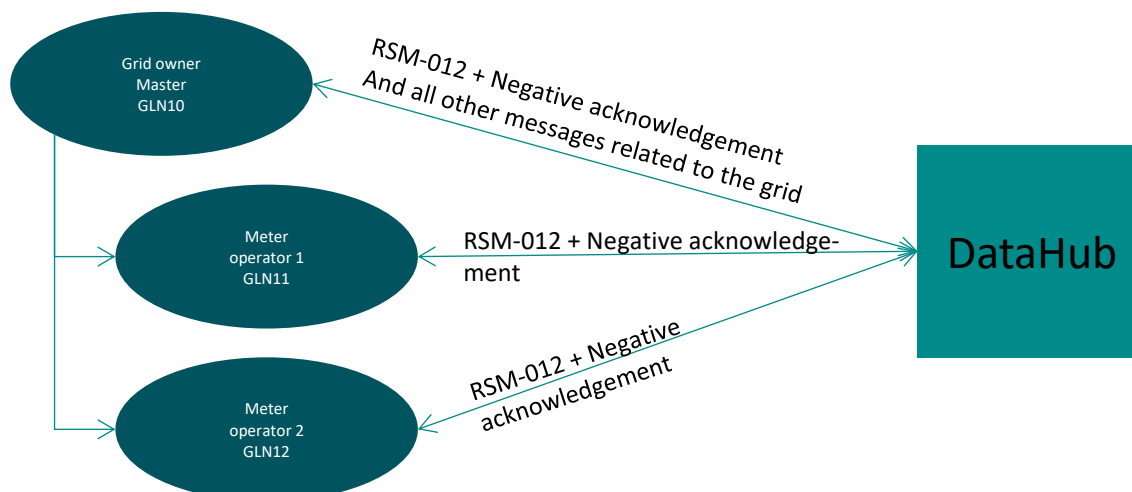 Grid owner
Master
GLN10
RSM-012 + Negative acknowledgement
And all other messages related to the grid
Meter
operator 1
GLN11
RSM-012 + Negative acknowledge-
ment
DataHub
Meter
operator 2
GLN12
RSM-012 + Negative
acknowledgement